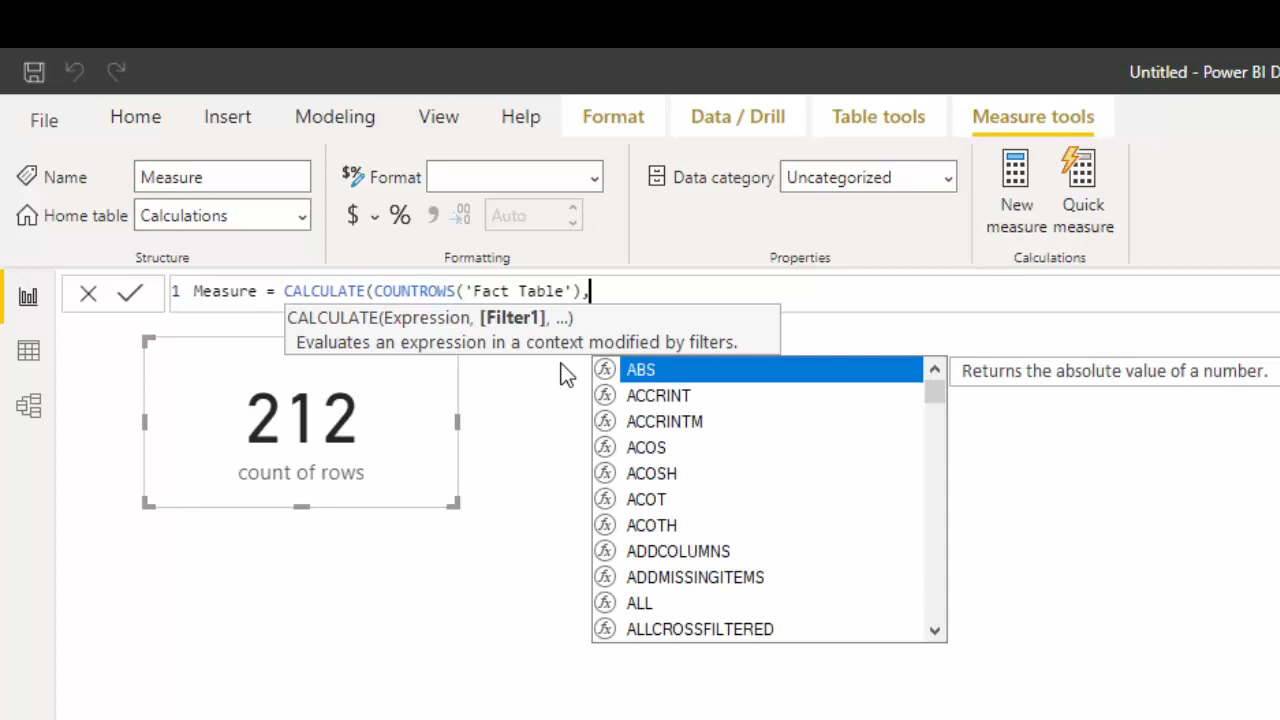 Untitled - Power BI D
File Home Insert Modeling View Help Format Data / Drill Table tools Measure tools
Name Measure $% Format Data category Uncategorized
Home table Calculations $ % 9 .00 →.0 Auto
New measure
Quick measure
Structure Formatting Properties Calculations
1 Measure = CALCULATE(COUNTROWS('Fact Table'),
CALCULATE(Expression, [Filter1], ...)
Evaluates an expression in a context modified by filters.
ABS Returns the absolute value of a number.
ACCRINT
ACCRINTM
ACOS
ACOSH
ACOT
ACOTH
ADDCOLUMNS
ADDMISSINGITEMS
ALL
ALLCROSSFILTERED
212
count of rows